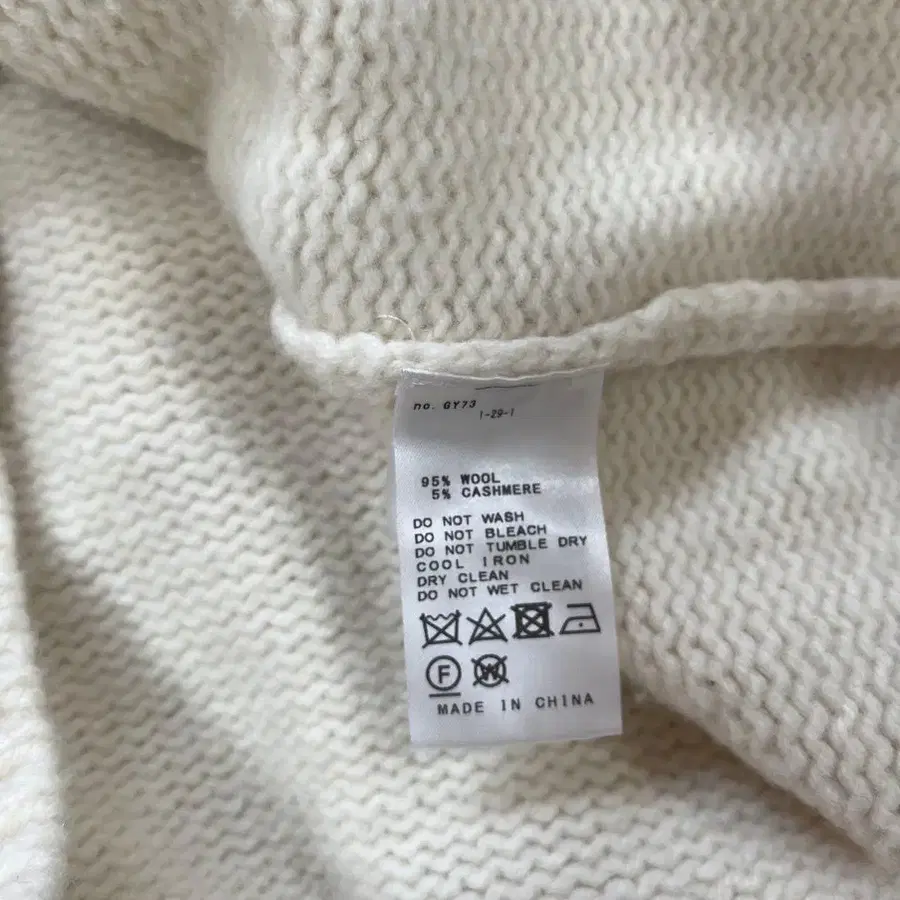 no. GY73
1-29-1
95% WOOL
5% CASHMERE
DO NOT WASH
DO NOT BLEACH
DO NOT TUMBLE DRY
COOL IRON
DRY CLEAN
DO NOT WET CLEAN
F W
MADE IN CHINA